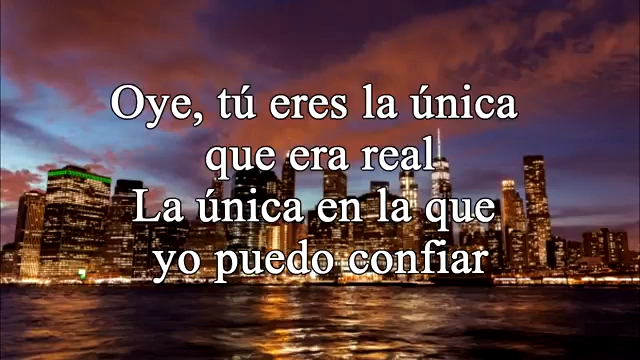 Oye, tú eres la única
que era real
La única en la que
yo puedo confiar